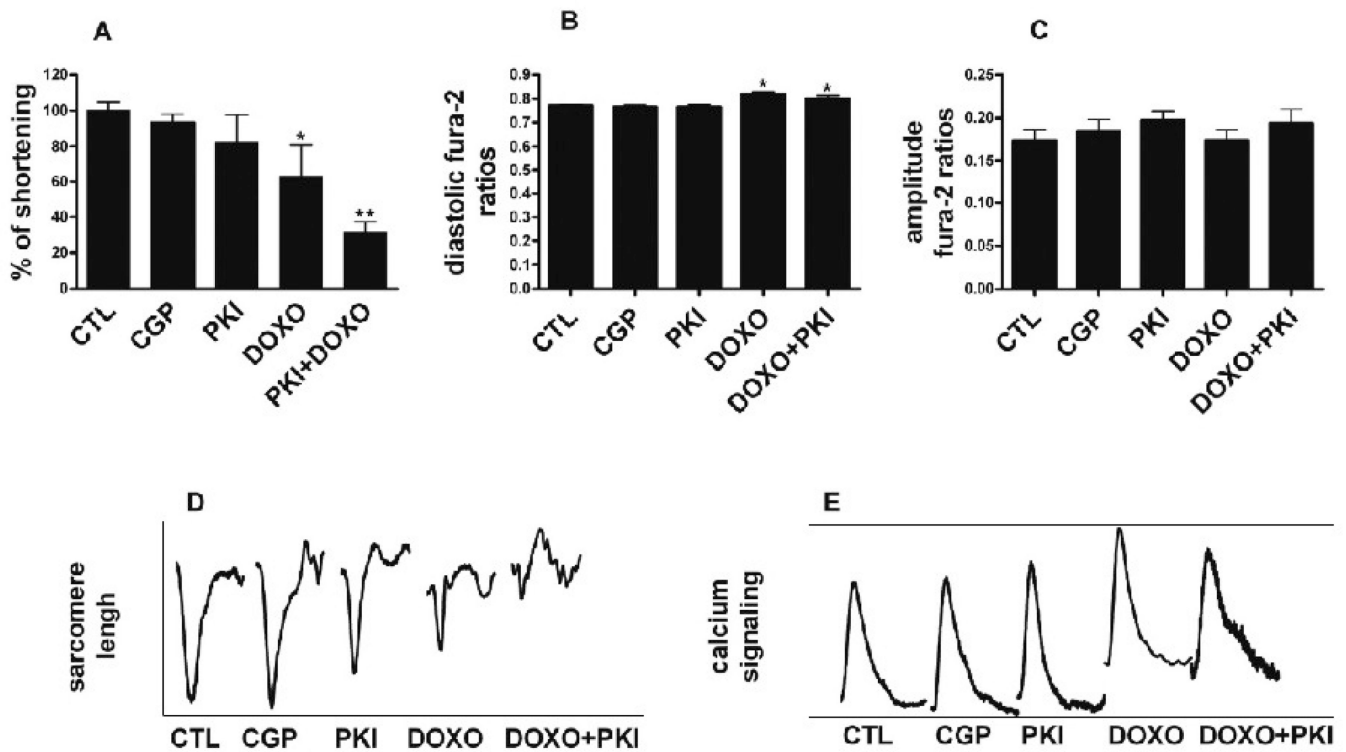 A
% of shortening
120
100
80
60
40
20
0
*
**
CTL
CGP
PKI
DOXO
PKI+DOXO
B
diastolic fura-2
ratios
0.9
0.8
0.7
0.6
0.5
0.4
0.3
0.2
0.1
0.0
*
*
CTL
CGP
PKI
DOXO
DOXO+PKI
C
amplitude
fura-2 ratios
0.25
0.20
0.15
0.10
0.05
0.00
CTL
CGP
PKI
DOXO
DOXO+PKI
D
sarcomere
lengh
CTL CGP PKI DOXO DOXO+PKI
E
calcium
signaling
CTL CGP PKI DOXO DOXO+PKI